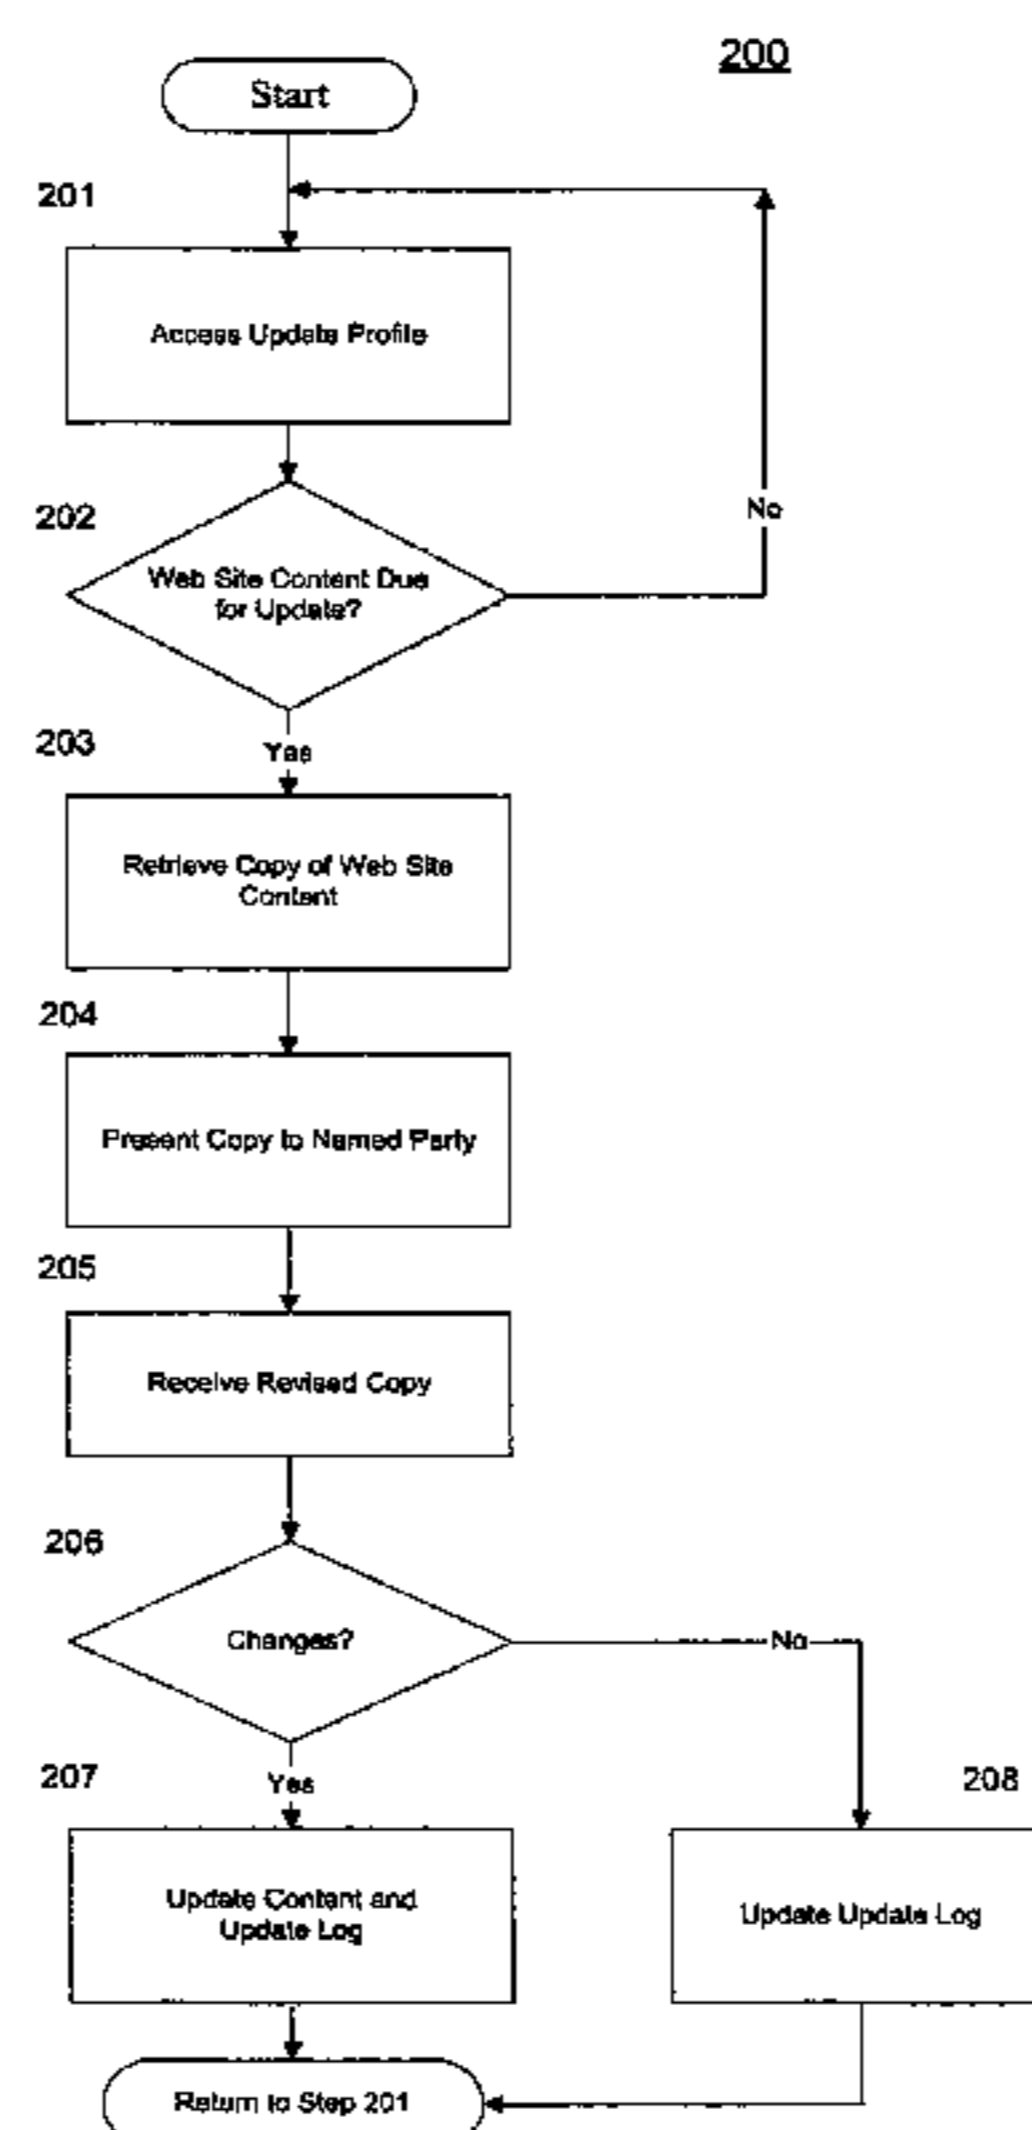 200
Start
201
Access Update Profile
202
Web Site Content Due
for Update?
No
203
Yes
Retrieve Copy of Web Site
Content
204
Present Copy to Named Party
205
Receive Revised Copy
206
Changes?
No
207
Yes
208
Update Content and
Update Log
Update Update Log
Return to Step 201